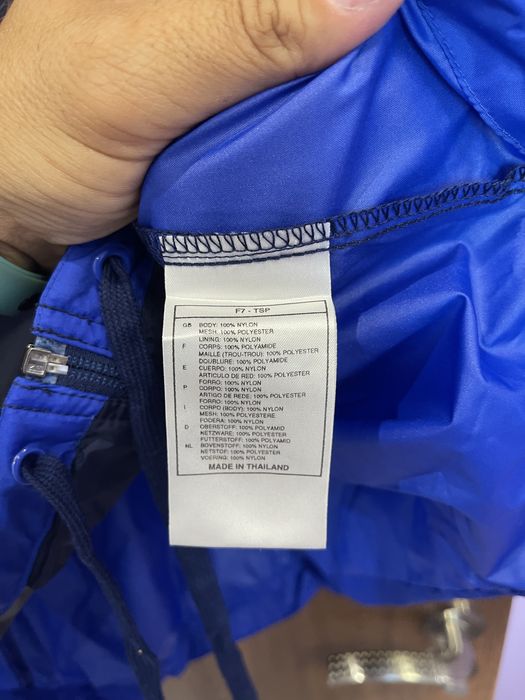 F7 - TSP
GB BODY: 100% NYLON
MESH: 100% POLYESTER
LINING: 100% NYLON
F CORPS: 100% POLYAMIDE
MAILLÉ (TROU-TROU): 100% POLYESTER
DOUBLURE: 100% POLYAMIDE
E CUERPO: 100% NYLON
ARTICULO DE RED: 100% POLYESTER
FORRO: 100% NYLON
P CORPO: 100% NYLON
ARTIGO DE REDE: 100% POLYESTER
FORRO: 100% NYLON
I CORPO (BODY): 100% NYLON
MESH: 100% POLYESTERE
FODERA: 100% NYLON
D OBERSTOFF: 100% POLYAMID
NETZWARE: 100% POLYESTER
FUTTERSTOFF: 100% POLYAMID
NL BOVENSTOF: 100% NYLON
NETSTOF: 100% POLYESTER
VOERING: 100% NYLON
MADE IN THAILAND